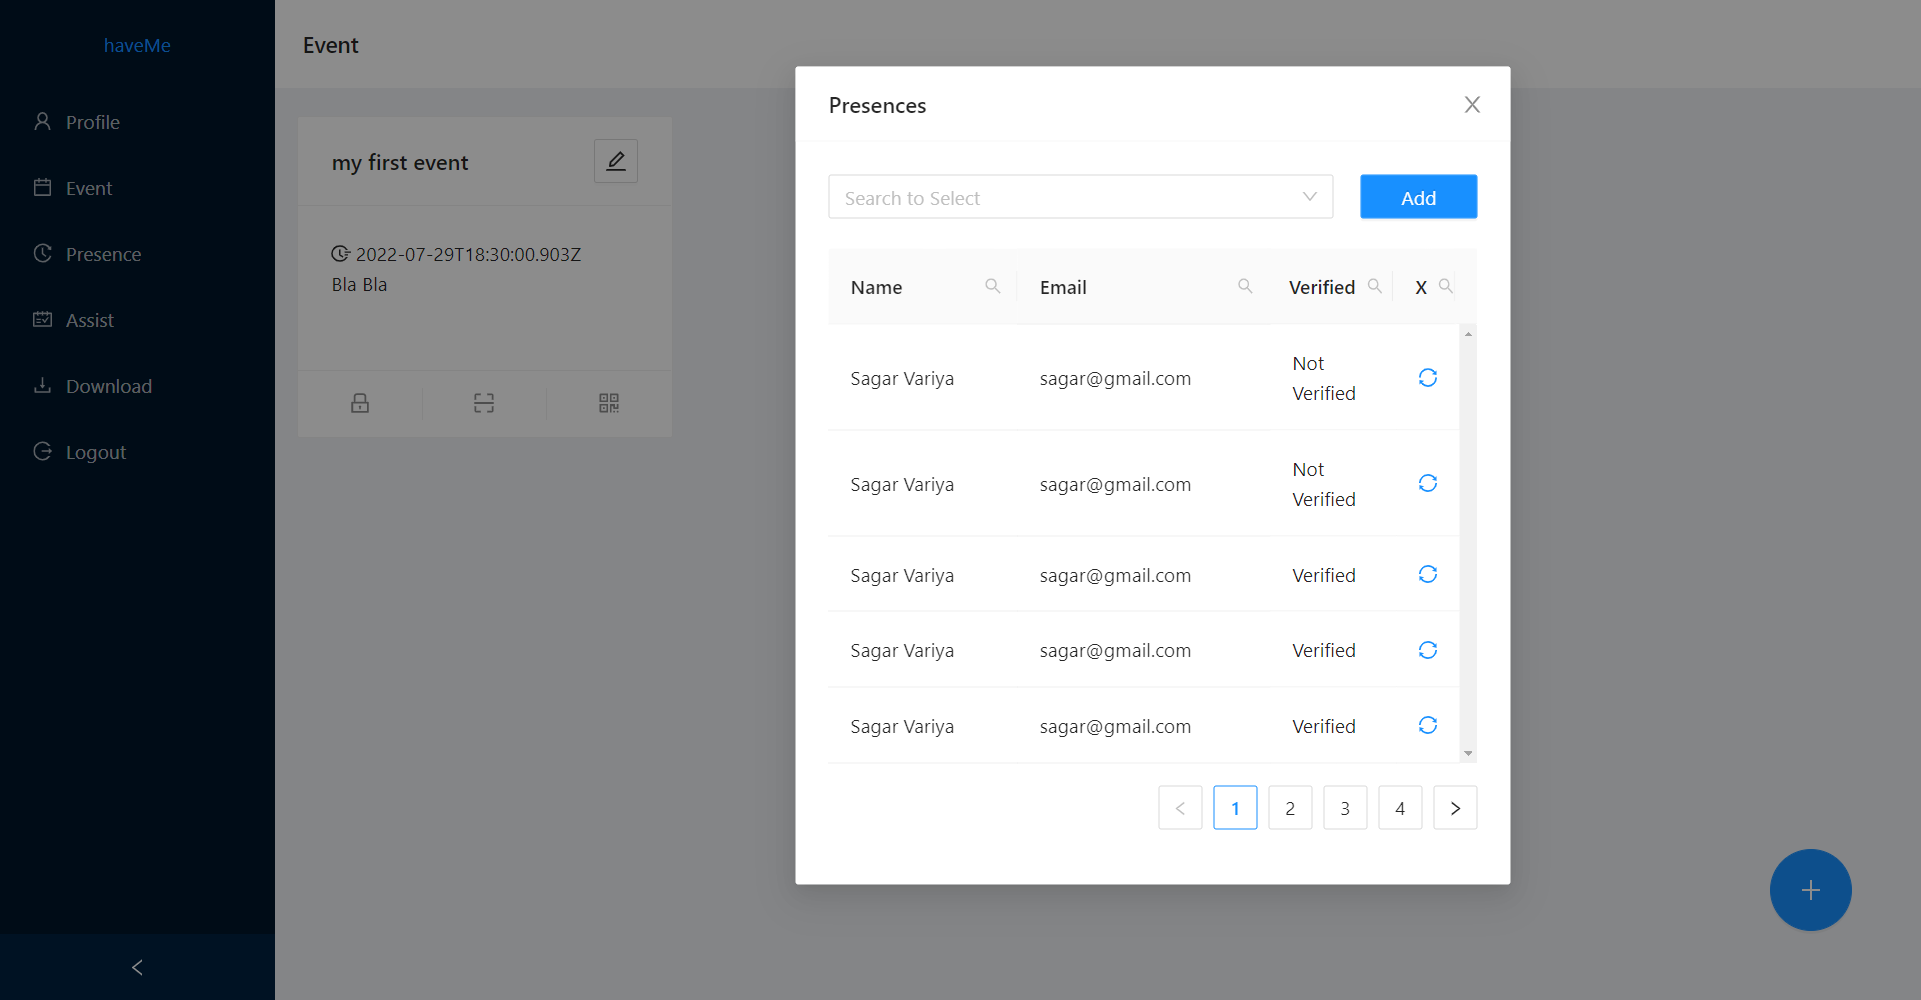 haveMe
Profile
Event
Presence
Assist
Download
Logout
Event
my first event
2022-07-29T18:30:00.903Z
Bla Bla
Presences
Search to Select
Add
Name Email Verified X
Sagar Variya sagar@gmail.com Not
Verified
Sagar Variya sagar@gmail.com Not
Verified
Sagar Variya sagar@gmail.com Verified
Sagar Variya sagar@gmail.com Verified
Sagar Variya sagar@gmail.com Verified
1 2 3 4